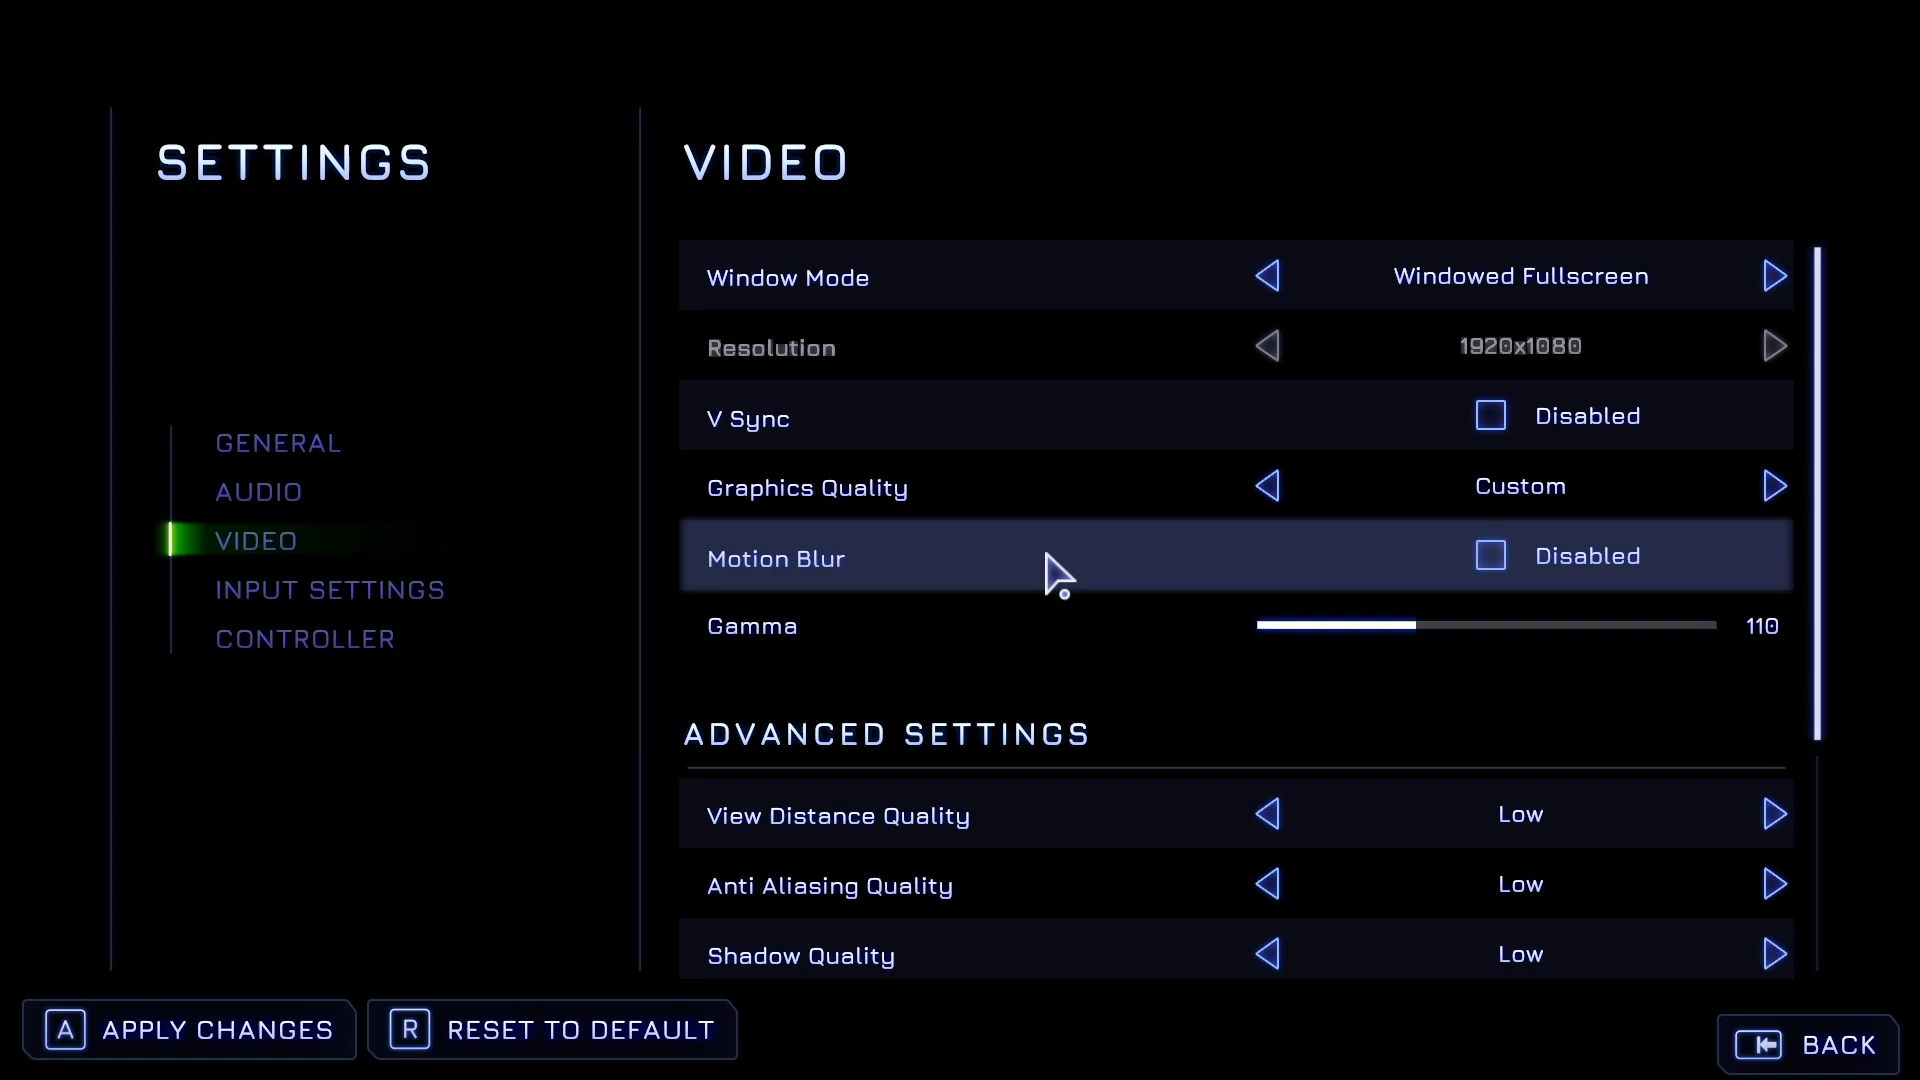 SETTINGS
GENERAL
AUDIO
VIDEO
INPUT SETTINGS
CONTROLLER
VIDEO
Window Mode Windowed Fullscreen
Resolution 1920x1080
V Sync Disabled
Graphics Quality Custom
Motion Blur Disabled
Gamma 110
ADVANCED SETTINGS
View Distance Quality Low
Anti Aliasing Quality Low
Shadow Quality Low
A APPLY CHANGES R RESET TO DEFAULT
BACK